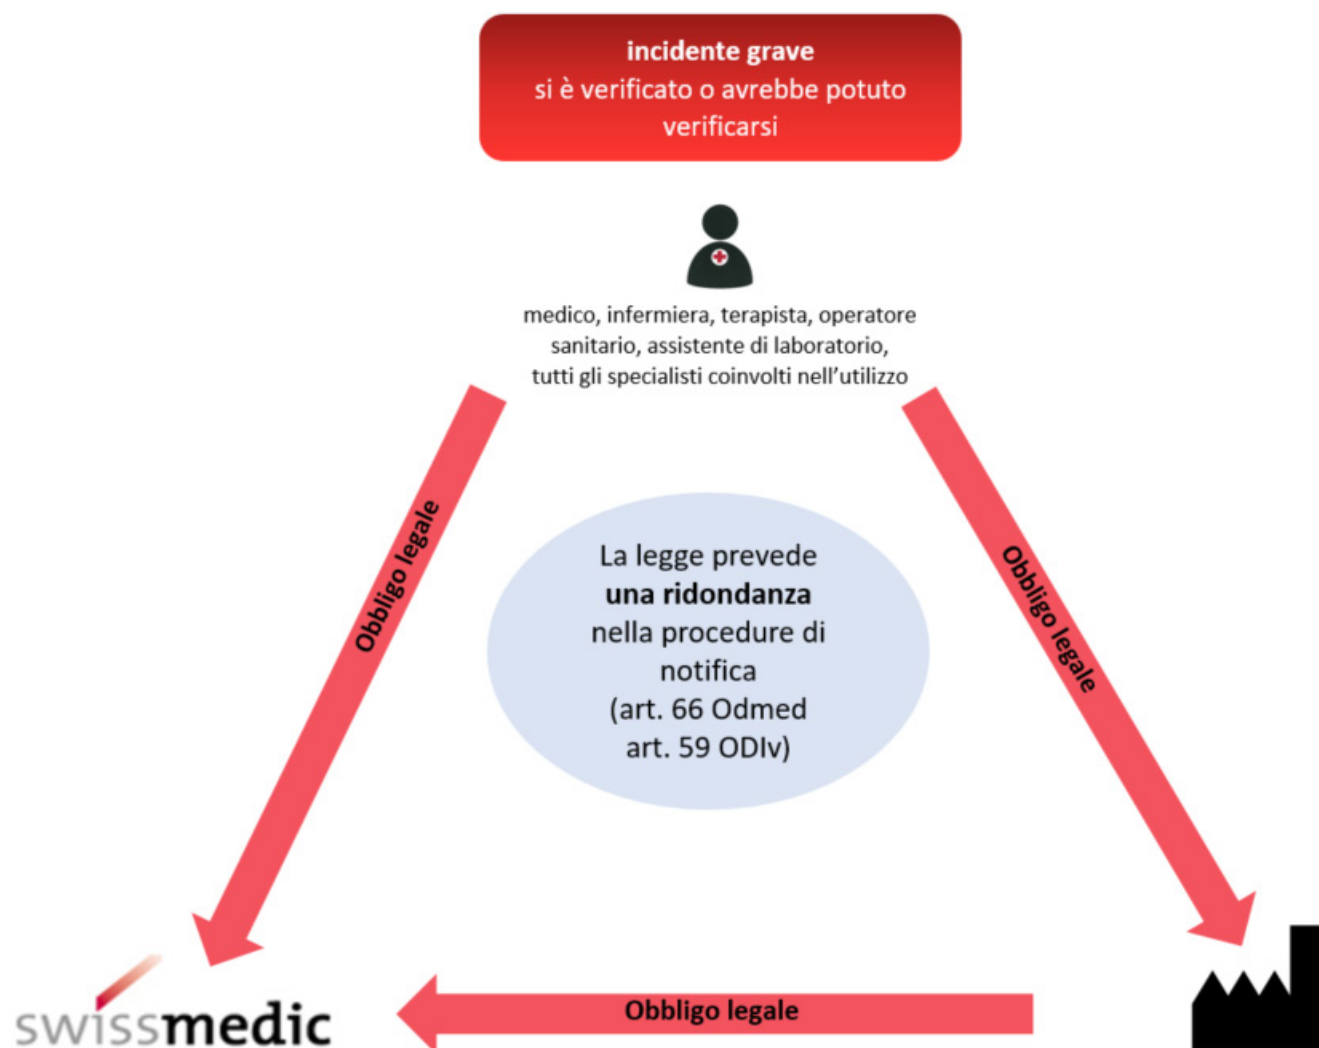 incidente grave
si è verificato o avrebbe potuto
verificarsi
medico, infermiera, terapista, operatore
sanitario, assistente di laboratorio,
tutti gli specialisti coinvolti nell'utilizzo
Obbligo legale
Obbligo legale
La legge prevede
una ridondanza
nella procedure di
notifica
(art. 66 Odmed
art. 59 ODIv)
swissmedic
Obbligo legale